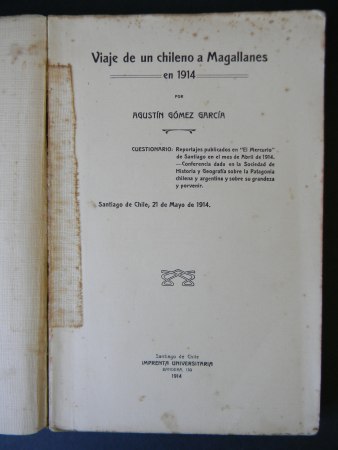 Viaje de un chileno a Magallanes
en 1914
POR
AGUSTÍN GÓMEZ GARCÍA
CUESTIONARIO: Reportajes publicados en "El Mercurio"
de Santiago en el mes de Abril de 1914.
—Conferencia dada en la Sociedad de
Historia y Geografía sobre la Patagonia
chilena y argentina y sobre su grandeza
y porvenir.
Santiago de Chile, 21 de Mayo de 1914.
Santiago de Chile
IMPRENTA UNIVERSITARIA
BANDERA, 130
1914